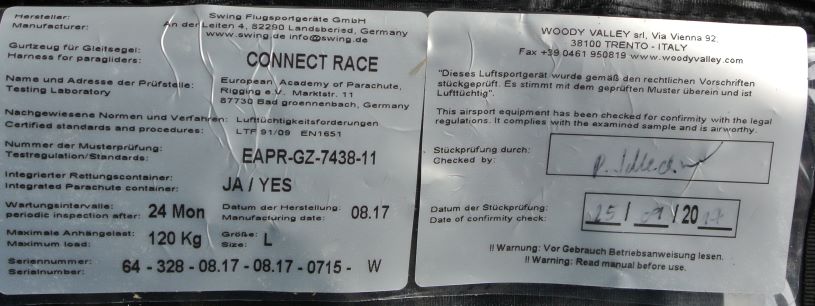 Hersteller: Swing Flugsportgeräte GmbH
Manufacturer: An der Leiten 4, 82290 Landsberied, Germany
www.swing.de info@swing.de
Gurtzeug für Gleitsegel:
Harness for paragliders: CONNECT RACE
Name und Adresse der Prüfstelle: European Academy of Parachute,
Testing Laboratory Rigging e.V. Marktstr. 11
87730 Bad groennenbach, Germany
Nachgewiesene Normen und Verfahren: Luftüchtigkeitsforderungen
Certified standards and procedures: LTF 91/09 EN1651
Nummer der Musterprüfung:
Testregulation/Standards: EAPR-GZ-7438-11
Integrierter Rettungscontainer:
Integrated Parachute container: JA / YES
Wartungsintervalle: Datum der Herstellung:
periodic inspection after: 24 Mon Manufacturing date: 08.17
Maximale Anhängelast: Größe:
Maximum load: 120 Kg Size: L
Seriennummer:
Serialnumber: 64 - 328 - 08.17 - 08.17 - 0715 - W
WOODY VALLEY srl, Via Vienna 92
38100 TRENTO - ITALY
Fax +39 0461 950819 www.woodyvalley.com
"Dieses Luftsportgerät wurde gemäß den rechtlichen Vorschriften
stückgeprüft. Es stimmt mit dem geprüften Muster überein und ist
Lufttüchtig".
This airsport equipment has been checked for confirmity with the legal
regulations. It complies with the examined sample and is airworthy.
Stückprüfung durch:
Checked by:
Datum der Stückprüfung:
Date of confirmity check: 25 / / 20 17
!! Warnung: Vor Gebrauch Betriebsanweisung lesen.
!! Warning: Read manual before use.